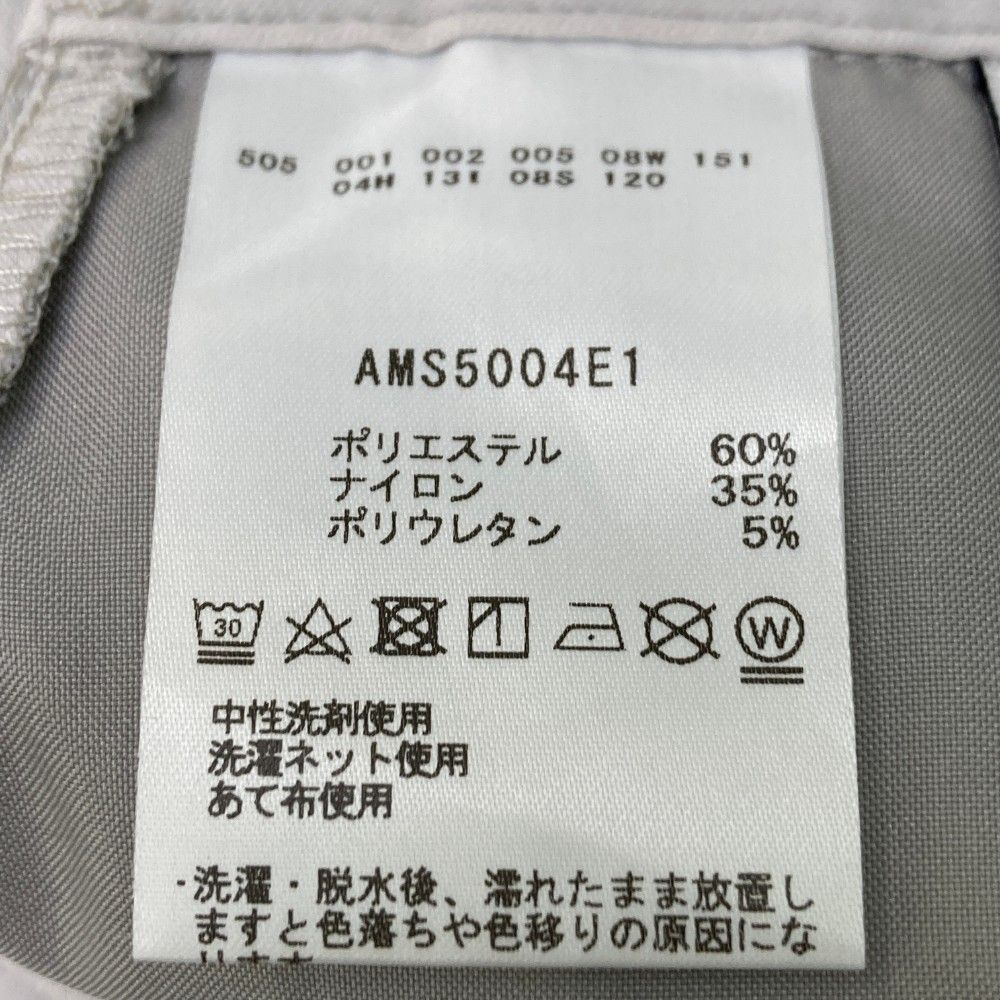 505 001 002 005 08W 151
04H 13I 08S 120
AMS5004E1
ポリエステル 60%
ナイロン 35%
ポリウレタン 5%
30 W
中性洗剤使用
洗濯ネット使用
あて布使用
・洗濯・脱水後、濡れたまま放置し
ますと色落ちや色移りの原因にな
ります